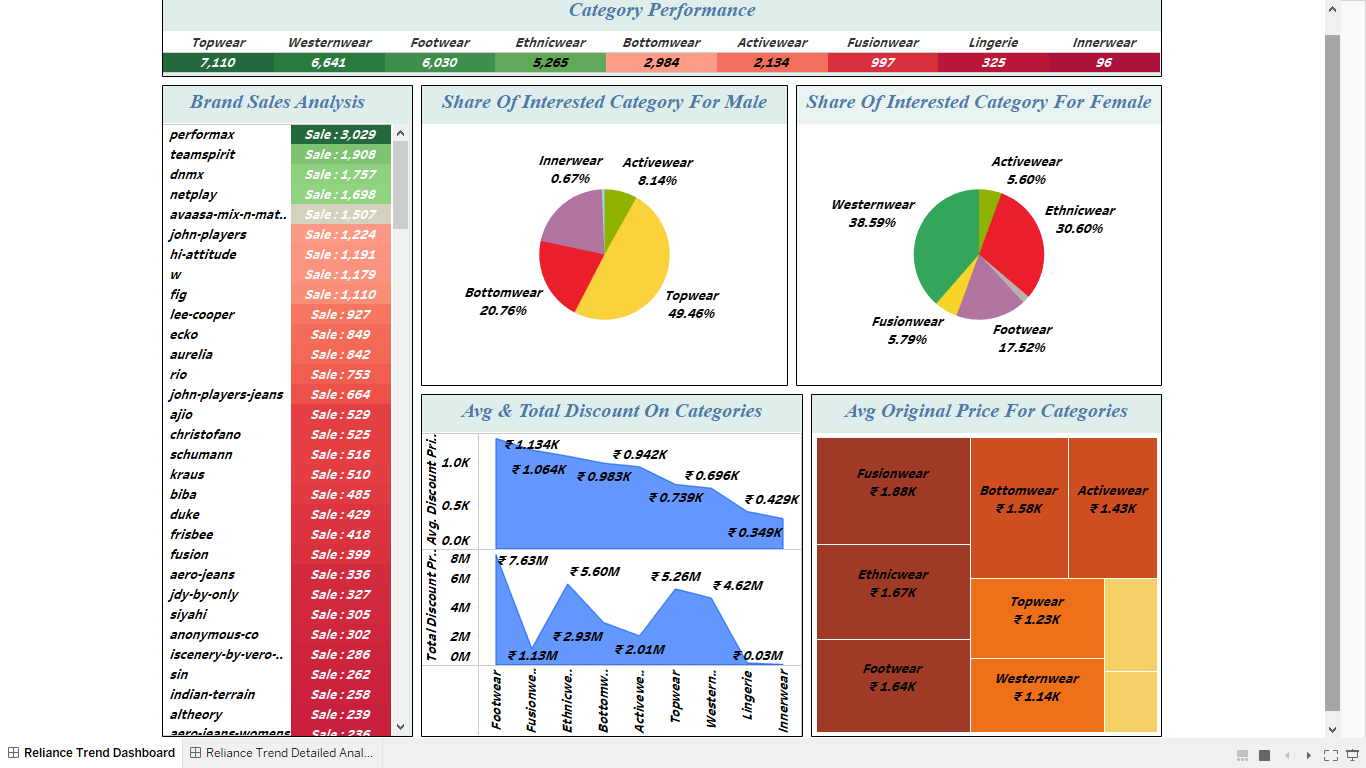 Category Performance
Topwear Westernwear Footwear Ethnicwear Bottomwear Activewear Fusionwear Lingerie Innerwear
7,110 6,641 6,030 5,265 2,984 2,134 997 325 96
Brand Sales Analysis
performax Sale : 3,029
teamspirit Sale : 1,908
dnmx Sale : 1,757
netplay Sale : 1,698
avaasa-mix-n-mat.. Sale : 1,507
john-players Sale : 1,224
hi-attitude Sale : 1,191
w Sale : 1,179
fig Sale : 1,110
lee-cooper Sale : 927
ecko Sale : 849
aurelia Sale : 842
rio Sale : 753
john-players-jeans Sale : 664
ajio Sale : 529
christofano Sale : 525
schumann Sale : 516
kraus Sale : 510
biba Sale : 485
duke Sale : 429
frisbee Sale : 418
fusion Sale : 399
aero-jeans Sale : 336
jdy-by-only Sale : 327
siyahi Sale : 305
anonymous-co Sale : 302
iscenery-by-vero-.. Sale : 286
sin Sale : 262
indian-terrain Sale : 258
altheory Sale : 239
aero-jeans-womens Sale : 236
Share Of Interested Category For Male
Innerwear
0.67%
Activewear
8.14%
Bottomwear
20.76%
Topwear
49.46%
Share Of Interested Category For Female
Activewear
5.60%
Westernwear
38.59%
Ethnicwear
30.60%
Fusionwear
5.79%
Footwear
17.52%
Avg & Total Discount On Categories
Avg. Discount Pri..
1.0K
0.5K
0.0K
₹ 1.134K
₹ 1.064K
₹ 0.983K
₹ 0.942K
₹ 0.739K
₹ 0.696K
₹ 0.429K
₹ 0.349K
Total Discount Pr..
8M
6M
4M
2M
0M
₹ 7.63M
₹ 1.13M
₹ 5.60M
₹ 2.93M
₹ 2.01M
₹ 5.26M
₹ 4.62M
₹ 0.03M
Footwear
Fusionwe..
Ethnicwe..
Bottomw..
Activewe..
Topwear
Western..
Lingerie
Innerwear
Avg Original Price For Categories
Fusionwear
₹ 1.88K
Ethnicwear
₹ 1.67K
Footwear
₹ 1.64K
Bottomwear
₹ 1.58K
Activewear
₹ 1.43K
Topwear
₹ 1.23K
Westernwear
₹ 1.14K
Reliance Trend Dashboard
Reliance Trend Detailed Anal...